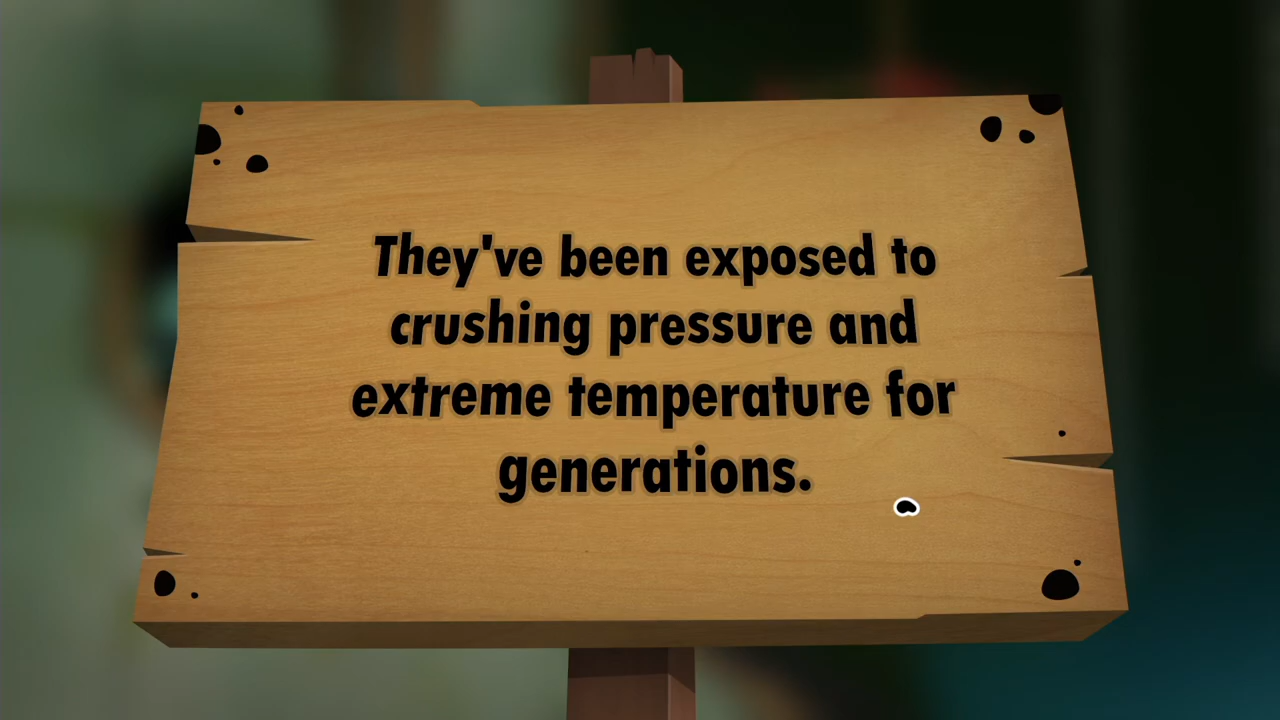 They've been exposed to
crushing pressure and
extreme temperature for
generations.